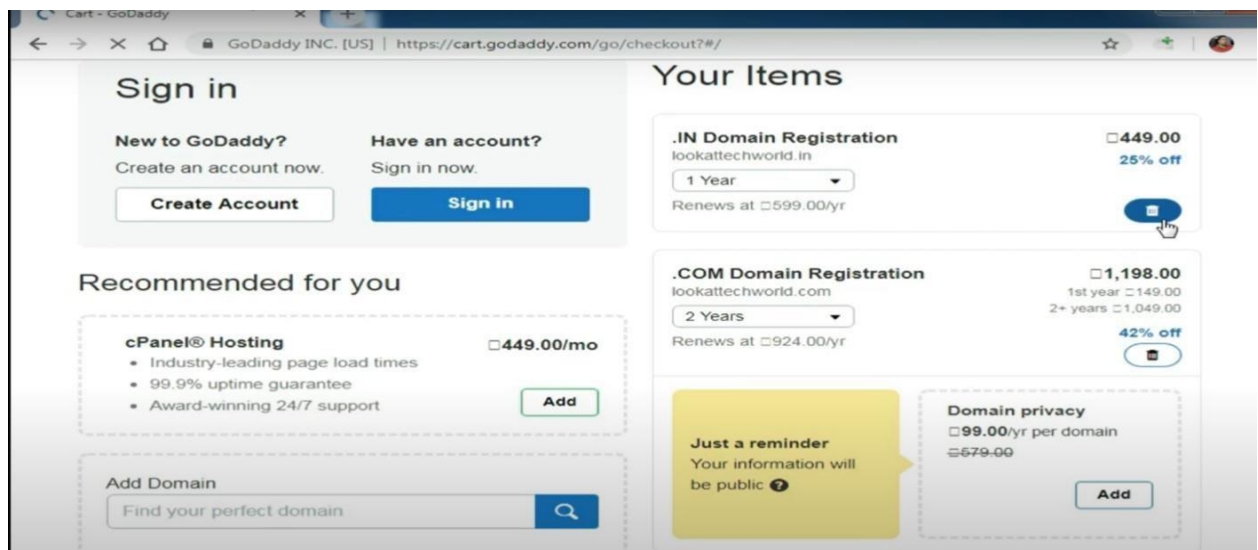 Cart - GoDaddy
GoDaddy INC. [US] | https://cart.godaddy.com/go/checkout?#/
Sign in
New to GoDaddy?
Create an account now.
Create Account
Have an account?
Sign in now.
Sign in
Recommended for you
cPanel® Hosting
□449.00/mo
• Industry-leading page load times
• 99.9% uptime guarantee
• Award-winning 24/7 support
Add
Add Domain
Find your perfect domain
Your Items
.IN Domain Registration
□449.00
lookattechworld.in
25% off
1 Year
Renews at □599.00/yr
.COM Domain Registration
□1,198.00
lookattechworld.com
1st year □149.00
2+ years □1,049.00
2 Years
42% off
Renews at □924.00/yr
Just a reminder
Your information will
be public ?
Domain privacy
□99.00/yr per domain
□579.00
Add